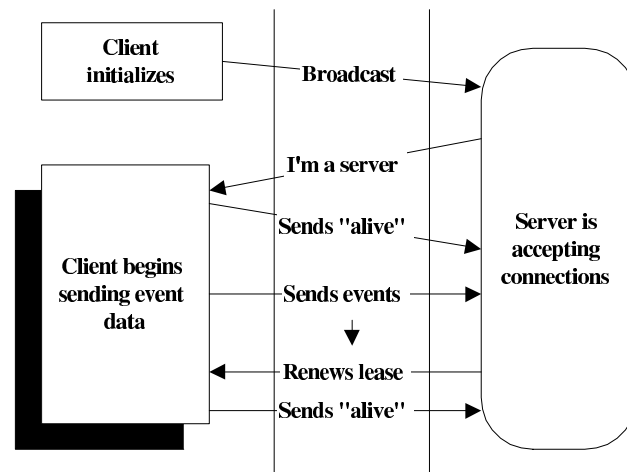 Client
initializes
Broadcast
I'm a server
Sends "alive"
Client begins
sending event
data
Server is
accepting
connections
Sends events
Renews lease
Sends "alive"